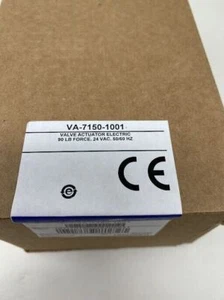 VA-7150-1001
VALVE ACTUATOR ELECTRIC
90 LB FORCE, 24 VAC, 50/60 HZ
CE